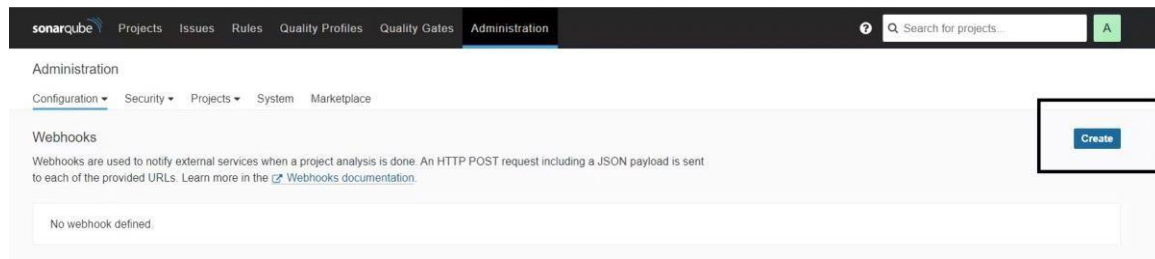 sonarqube Projects Issues Rules Quality Profiles Quality Gates Administration Search for projects... A
Administration
Configuration Security Projects System Marketplace
Webhooks
Create
Webhooks are used to notify external services when a project analysis is done. An HTTP POST request including a JSON payload is sent
to each of the provided URLs. Learn more in the Webhooks documentation.
No webhook defined.